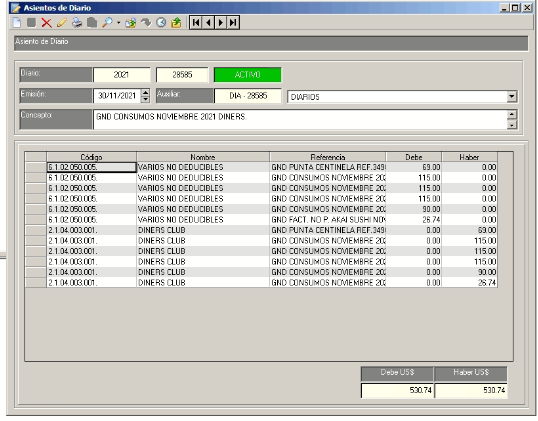 Asientos de Diario
Asiento de Diario
Diario: 2021 28585 ACTIVO
Emisión: 30/11/2021 Auxiliar: DIA - 28585 DIARIOS
Concepto: GND CONSUMOS NOVIEMBRE 2021 DINERS.
Código Nombre Referencia Debe Haber
6.1.02.050.005. VARIOS NO DEDUCIBLES GND PUNTA CENTINELA REF.349 69.00 0.00
6.1.02.050.005. VARIOS NO DEDUCIBLES GND CONSUMOS NOVIEMBRE 202 115.00 0.00
6.1.02.050.005. VARIOS NO DEDUCIBLES GND CONSUMOS NOVIEMBRE 202 115.00 0.00
6.1.02.050.005. VARIOS NO DEDUCIBLES GND CONSUMOS NOVIEMBRE 202 115.00 0.00
6.1.02.050.005. VARIOS NO DEDUCIBLES GND CONSUMOS NOVIEMBRE 202 90.00 0.00
6.1.02.050.005. VARIOS NO DEDUCIBLES GND FACT. NO P. AKAI SUSHI NOV 26.74 0.00
2.1.04.003.001. DINERS CLUB GND PUNTA CENTINELA REF.349 0.00 69.00
2.1.04.003.001. DINERS CLUB GND CONSUMOS NOVIEMBRE 202 0.00 115.00
2.1.04.003.001. DINERS CLUB GND CONSUMOS NOVIEMBRE 202 0.00 115.00
2.1.04.003.001. DINERS CLUB GND CONSUMOS NOVIEMBRE 202 0.00 115.00
2.1.04.003.001. DINERS CLUB GND CONSUMOS NOVIEMBRE 202 0.00 90.00
2.1.04.003.001. DINERS CLUB GND CONSUMOS NOVIEMBRE 202 0.00 26.74
Debe US$ Haber US$
530.74 530.74